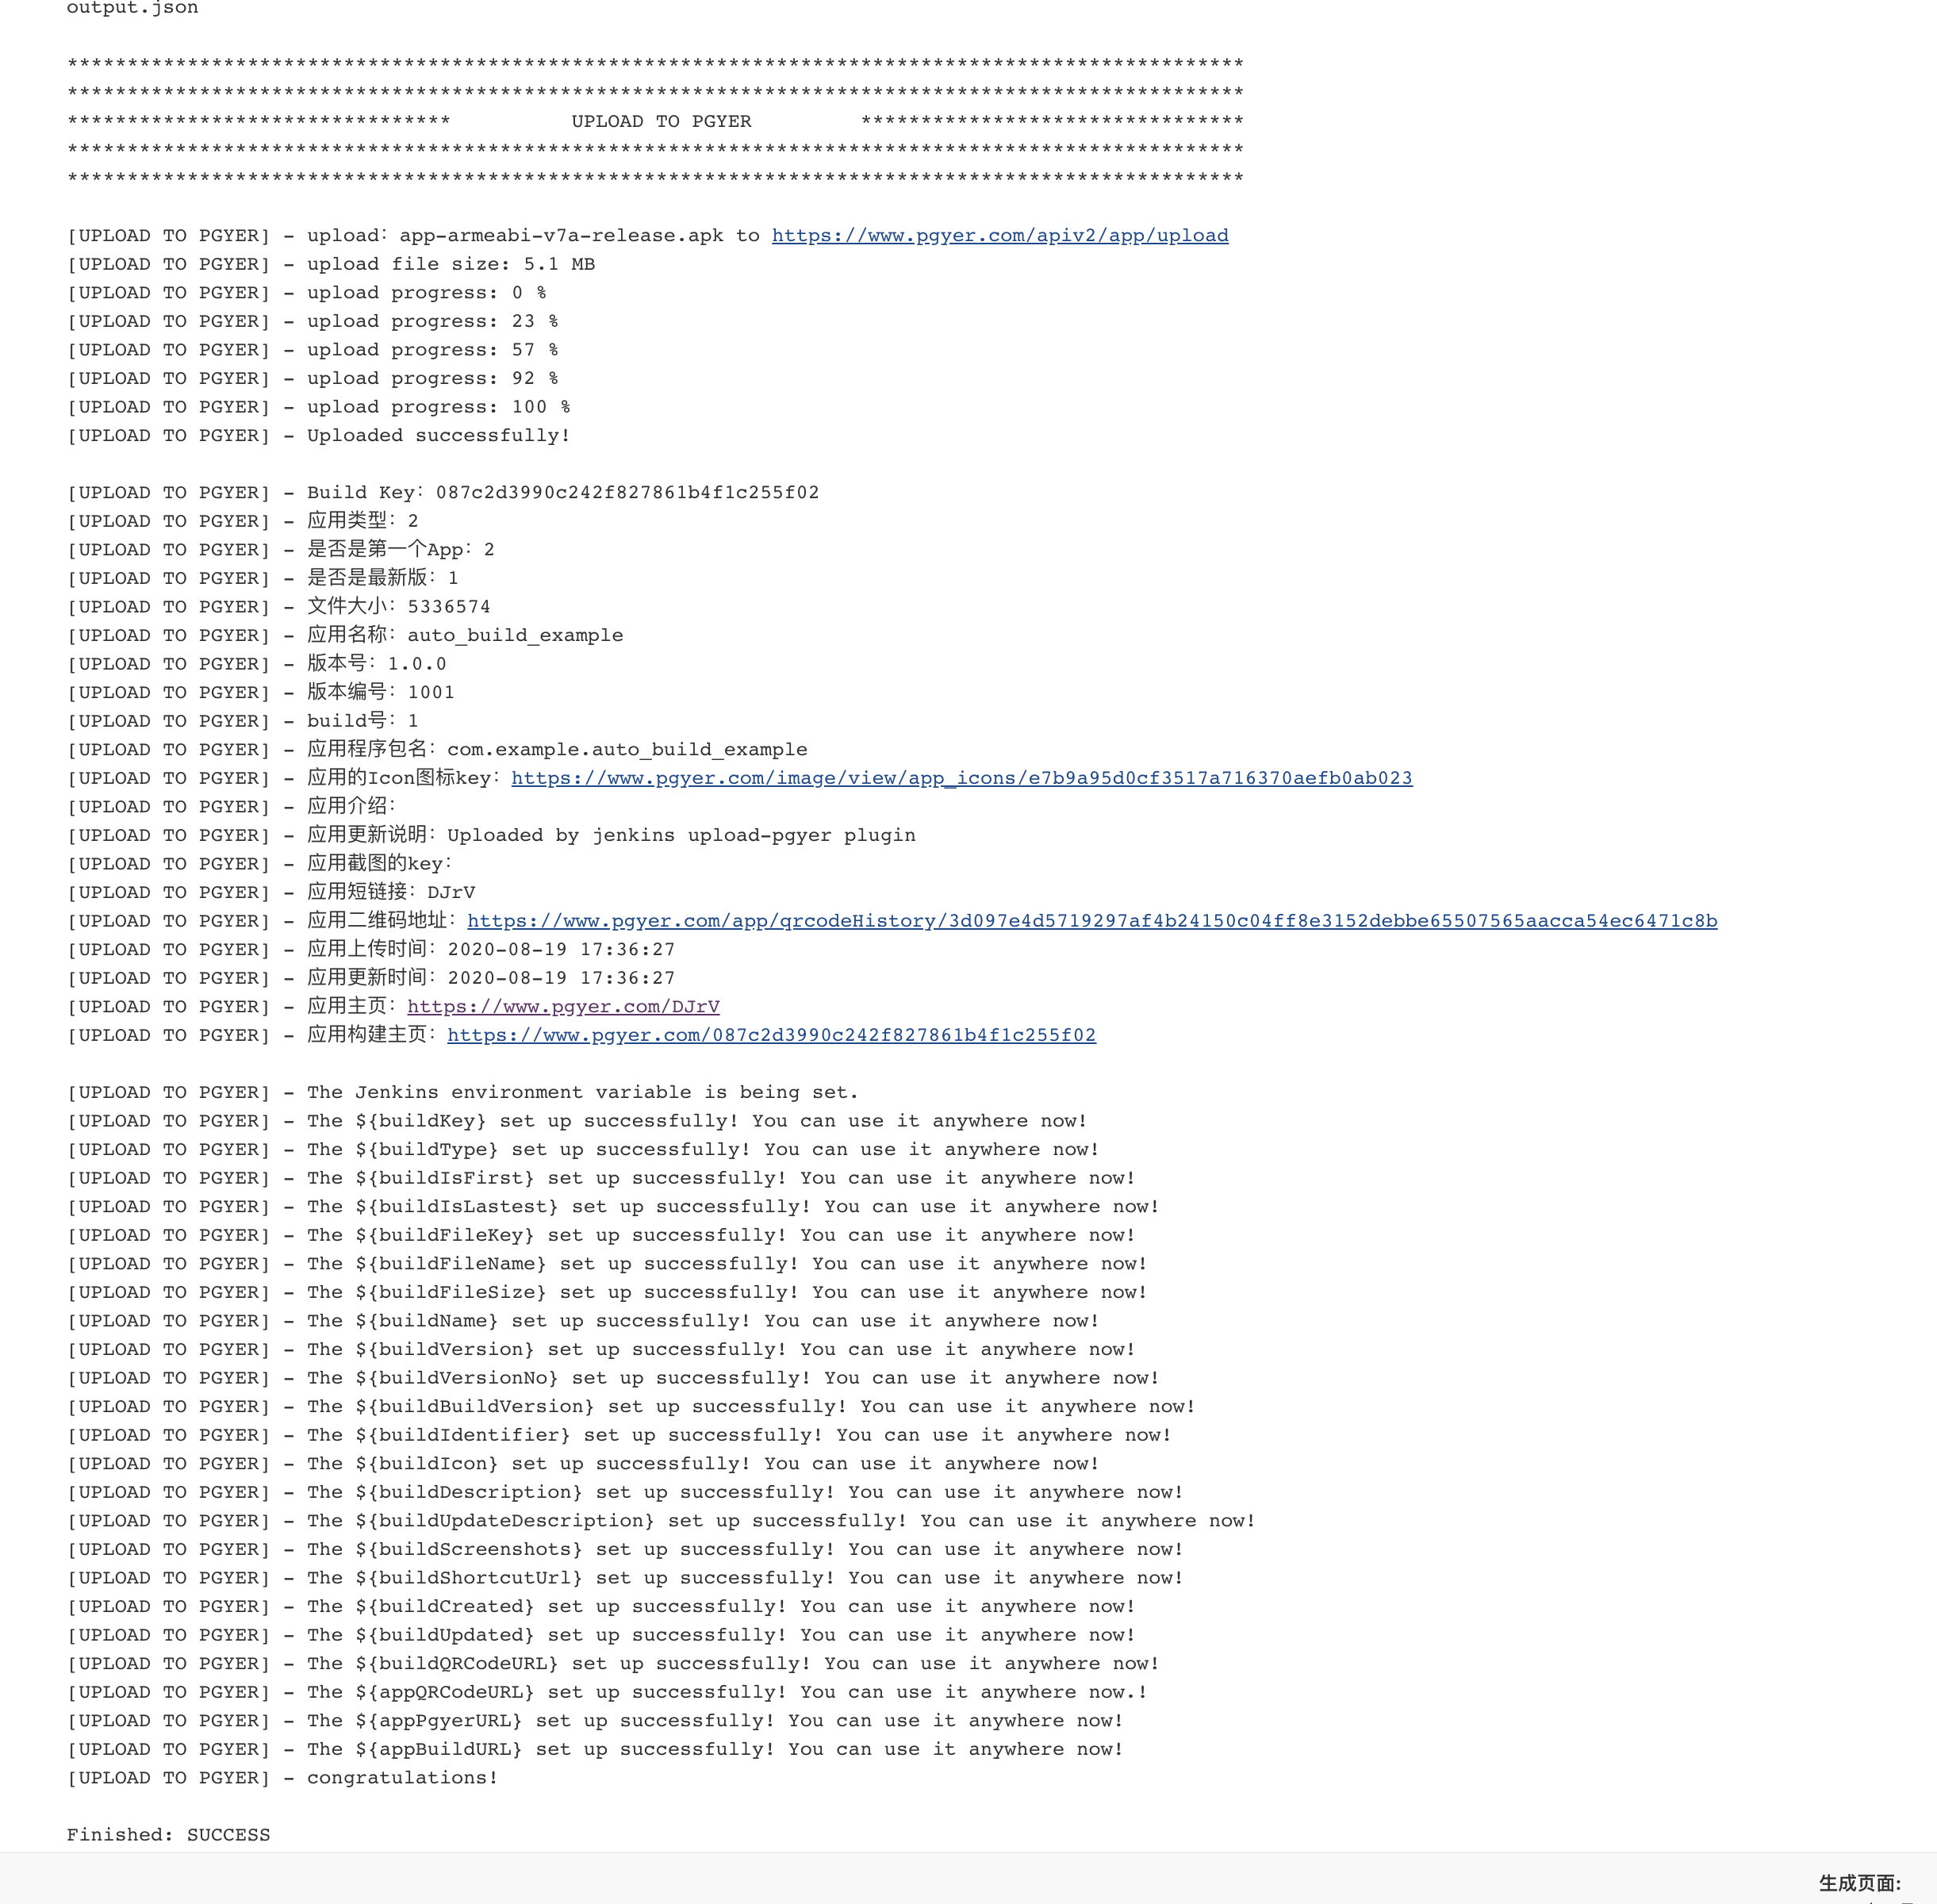 output.json
**************************************************************************************************
**************************************************************************************************
******************************** UPLOAD TO PGYER ********************************
**************************************************************************************************
**************************************************************************************************
[UPLOAD TO PGYER] - upload: app-armeabi-v7a-release.apk to https://www.pgyer.com/apiv2/app/upload
[UPLOAD TO PGYER] - upload file size: 5.1 MB
[UPLOAD TO PGYER] - upload progress: 0 %
[UPLOAD TO PGYER] - upload progress: 23 %
[UPLOAD TO PGYER] - upload progress: 57 %
[UPLOAD TO PGYER] - upload progress: 92 %
[UPLOAD TO PGYER] - upload progress: 100 %
[UPLOAD TO PGYER] - Uploaded successfully!
[UPLOAD TO PGYER] - Build Key: 087c2d3990c242f827861b4f1c255f02
[UPLOAD TO PGYER] - 应用类型: 2
[UPLOAD TO PGYER] - 是否是第一个App: 2
[UPLOAD TO PGYER] - 是否是最新版: 1
[UPLOAD TO PGYER] - 文件大小: 5336574
[UPLOAD TO PGYER] - 应用名称: auto_build_example
[UPLOAD TO PGYER] - 版本号: 1.0.0
[UPLOAD TO PGYER] - 版本编号: 1001
[UPLOAD TO PGYER] - build号: 1
[UPLOAD TO PGYER] - 应用程序包名: com.example.auto_build_example
[UPLOAD TO PGYER] - 应用的Icon图标key: https://www.pgyer.com/image/view/app_icons/e7b9a95d0cf3517a716370aefb0ab023
[UPLOAD TO PGYER] - 应用介绍:
[UPLOAD TO PGYER] - 应用更新说明: Uploaded by jenkins upload-pgyer plugin
[UPLOAD TO PGYER] - 应用截图的key:
[UPLOAD TO PGYER] - 应用短链接: DJrV
[UPLOAD TO PGYER] - 应用二维码地址: https://www.pgyer.com/app/qrcodeHistory/3d097e4d5719297af4b24150c04ff8e3152debbe65507565aacca54ec6471c8b
[UPLOAD TO PGYER] - 应用上传时间: 2020-08-19 17:36:27
[UPLOAD TO PGYER] - 应用更新时间: 2020-08-19 17:36:27
[UPLOAD TO PGYER] - 应用主页: https://www.pgyer.com/DJrV
[UPLOAD TO PGYER] - 应用构建主页: https://www.pgyer.com/087c2d3990c242f827861b4f1c255f02
[UPLOAD TO PGYER] - The Jenkins environment variable is being set.
[UPLOAD TO PGYER] - The ${buildKey} set up successfully! You can use it anywhere now!
[UPLOAD TO PGYER] - The ${buildType} set up successfully! You can use it anywhere now!
[UPLOAD TO PGYER] - The ${buildIsFirst} set up successfully! You can use it anywhere now!
[UPLOAD TO PGYER] - The ${buildIsLastest} set up successfully! You can use it anywhere now!
[UPLOAD TO PGYER] - The ${buildFileKey} set up successfully! You can use it anywhere now!
[UPLOAD TO PGYER] - The ${buildFileName} set up successfully! You can use it anywhere now!
[UPLOAD TO PGYER] - The ${buildFileSize} set up successfully! You can use it anywhere now!
[UPLOAD TO PGYER] - The ${buildName} set up successfully! You can use it anywhere now!
[UPLOAD TO PGYER] - The ${buildVersion} set up successfully! You can use it anywhere now!
[UPLOAD TO PGYER] - The ${buildVersionNo} set up successfully! You can use it anywhere now!
[UPLOAD TO PGYER] - The ${buildBuildVersion} set up successfully! You can use it anywhere now!
[UPLOAD TO PGYER] - The ${buildIdentifier} set up successfully! You can use it anywhere now!
[UPLOAD TO PGYER] - The ${buildIcon} set up successfully! You can use it anywhere now!
[UPLOAD TO PGYER] - The ${buildDescription} set up successfully! You can use it anywhere now!
[UPLOAD TO PGYER] - The ${buildUpdateDescription} set up successfully! You can use it anywhere now!
[UPLOAD TO PGYER] - The ${buildScreenshots} set up successfully! You can use it anywhere now!
[UPLOAD TO PGYER] - The ${buildShortcutUrl} set up successfully! You can use it anywhere now!
[UPLOAD TO PGYER] - The ${buildCreated} set up successfully! You can use it anywhere now!
[UPLOAD TO PGYER] - The ${buildUpdated} set up successfully! You can use it anywhere now!
[UPLOAD TO PGYER] - The ${buildQRCodeURL} set up successfully! You can use it anywhere now!
[UPLOAD TO PGYER] - The ${appQRCodeURL} set up successfully! You can use it anywhere now.!
[UPLOAD TO PGYER] - The ${appPgyerURL} set up successfully! You can use it anywhere now!
[UPLOAD TO PGYER] - The ${appBuildURL} set up successfully! You can use it anywhere now!
[UPLOAD TO PGYER] - congratulations!
Finished: SUCCESS
生成页面: